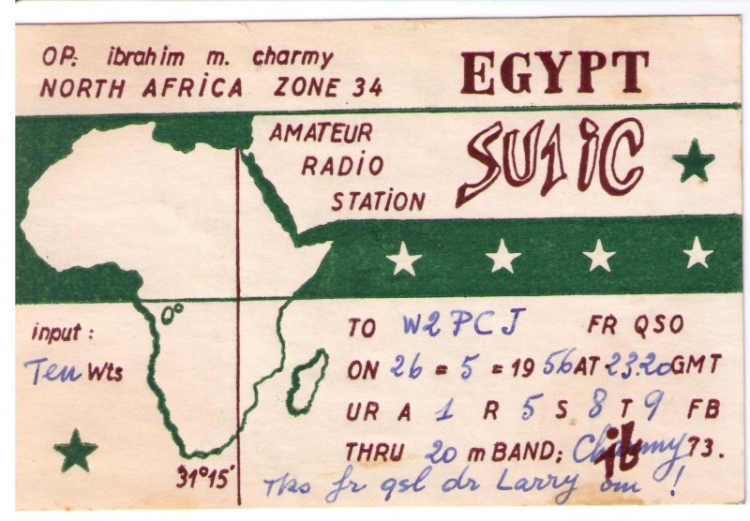 OP: ibrahim m. charmy
NORTH AFRICA ZONE 34
EGYPT
AMATEUR
RADIO
STATION
SU1IC
0°
31°15'
input:
Ten Wts
TO W2PCJ FR QSO
ON 26 = 5 = 1956 AT 2320 GMT
UR A 1 R 5 S 8 T 9 FB
THRU 20 m BAND; Charmy 73.
ib
Tks fr qsl dr Larry om !